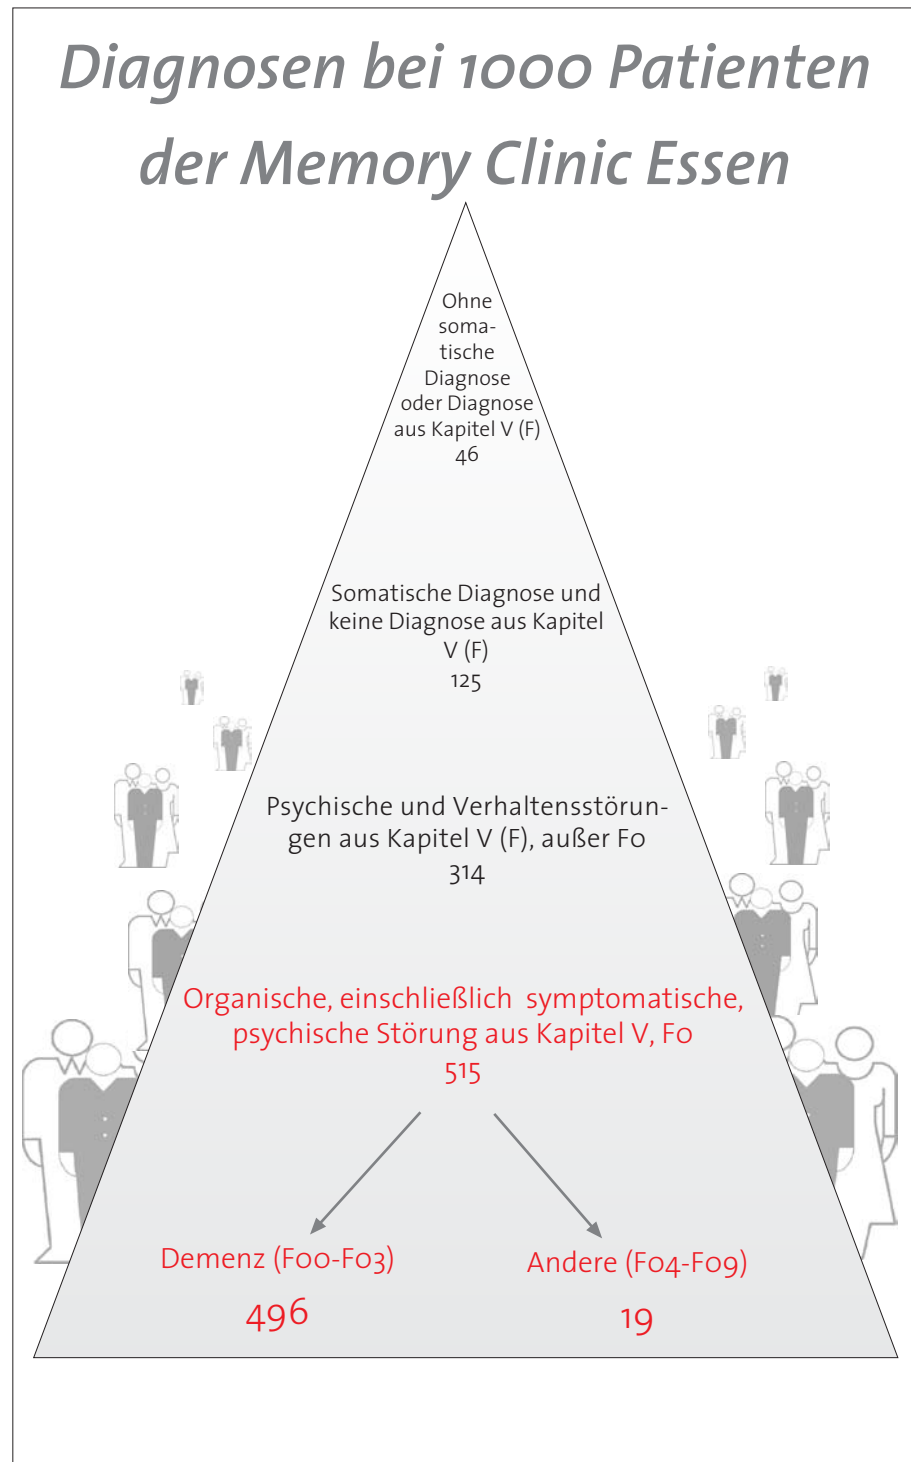 Diagnosen bei 1000 Patienten
der Memory Clinic Essen
Ohne
soma-
tische
Diagnose
oder Diagnose
aus Kapitel V (F)
46
Somatische Diagnose und
keine Diagnose aus Kapitel
V (F)
125
Psychische und Verhaltensstörun-
gen aus Kapitel V (F), außer F0
314
Organische, einschließlich symptomatische,
psychische Störung aus Kapitel V, F0
515
Demenz (F00-F03)
496
Andere (F04-F09)
19